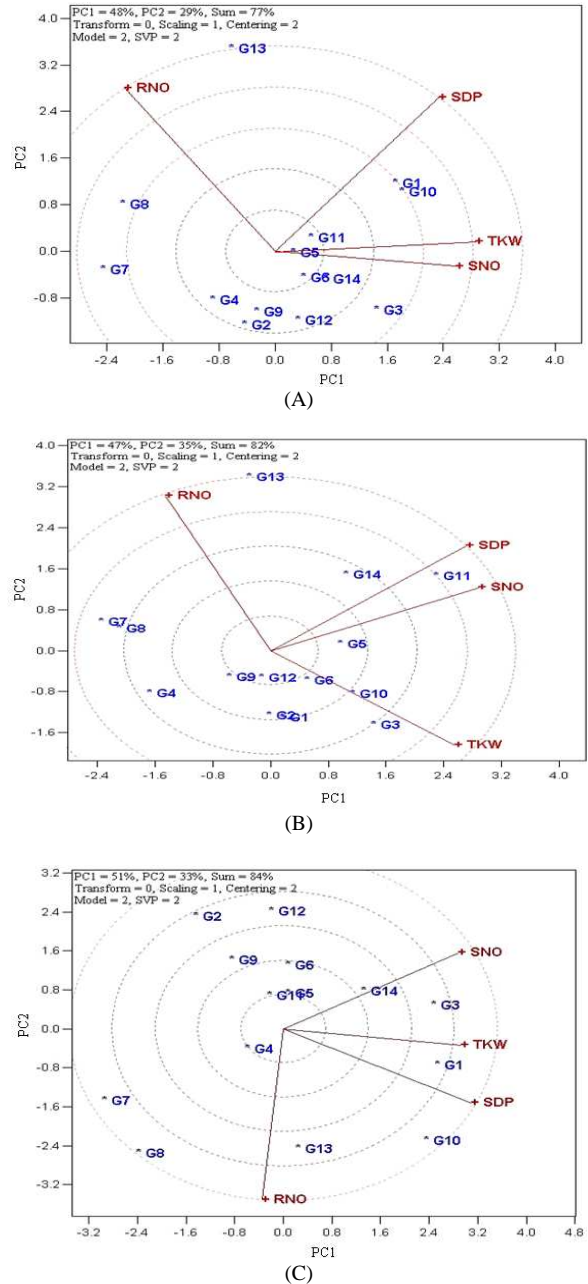 PC1 = 48%, PC2 = 29%, Sum = 77%
Transform = 0, Scaling = 1, Centering = 2
Model = 2, SVP = 2
4.0
3.2
2.4
1.6
0.8
0.0
-0.8
PC2
G13
RNO
SDP
G1
G10
G8
G11
G5
TKW
SNO
G7
G6
G14
G4
G9
G2
G12
G3
-2.4 -1.6 -0.8 0.0 0.8 1.6 2.4 3.2 4.0
PC1
(A)
PC1 = 47%, PC2 = 35%, Sum = 82%
Transform = 0, Scaling = 1, Centering = 2
Model = 2, SVP = 2
4.0
3.2
2.4
1.6
0.8
0.0
-0.8
-1.6
PC2
G13
RNO
SDP
G14
G11
SNO
G7
G8
G5
G9
G12
G6
G4
G10
G2
G1
G3
TKW
-2.4 -1.6 -0.8 0.0 0.8 1.6 2.4 3.2 4.0
PC1
(B)
PC1 = 51%, PC2 = 33%, Sum = 84%
Transform = 0, Scaling = 1, Centering = 2
Model = 2, SVP = 2
3.2
2.4
1.6
0.8
0.0
-0.8
-1.6
-2.4
-3.2
PC2
G2
G12
SNO
G9
G6
G11
G5
G14
G3
G4
TKW
G1
G7
SDP
G8
G13
G10
RNO
-3.2 -2.4 -1.6 -0.8 0.0 0.8 1.6 2.4 3.2 4.0 4.8
PC1
(C)